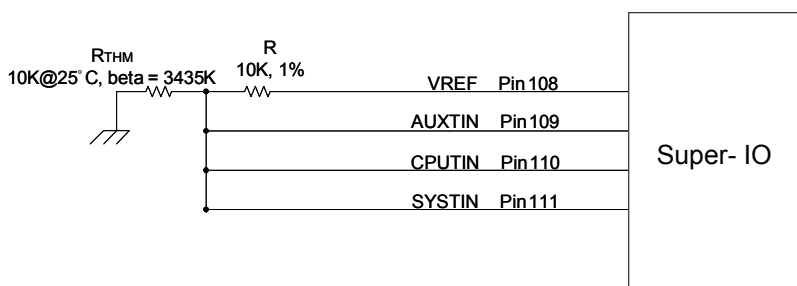 RTHM
10K@25°C, beta = 3435K
R
10K, 1%
VREF Pin 108
AUXTIN Pin 109
CPUTIN Pin 110
SYSTIN Pin 111
Super- IO